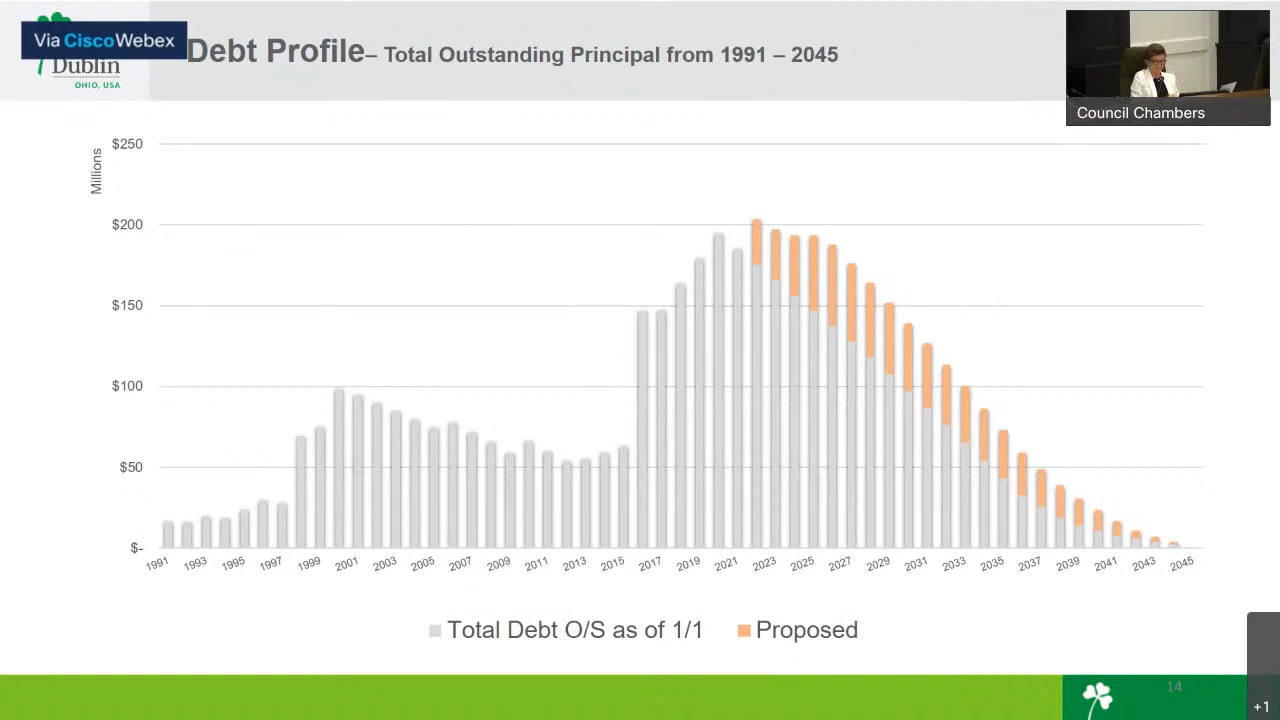 Via Cisco Webex
Dublin
OHIO, USA
Debt Profile– Total Outstanding Principal from 1991 – 2045
Council Chambers
Millions
$250
$200
$150
$100
$50
$-
1991 1993 1995 1997 1999 2001 2003 2005 2007 2009 2011 2013 2015 2017 2019 2021 2023 2025 2027 2029 2031 2033 2035 2037 2039 2041 2043 2045
Total Debt O/S as of 1/1 Proposed
14
+1